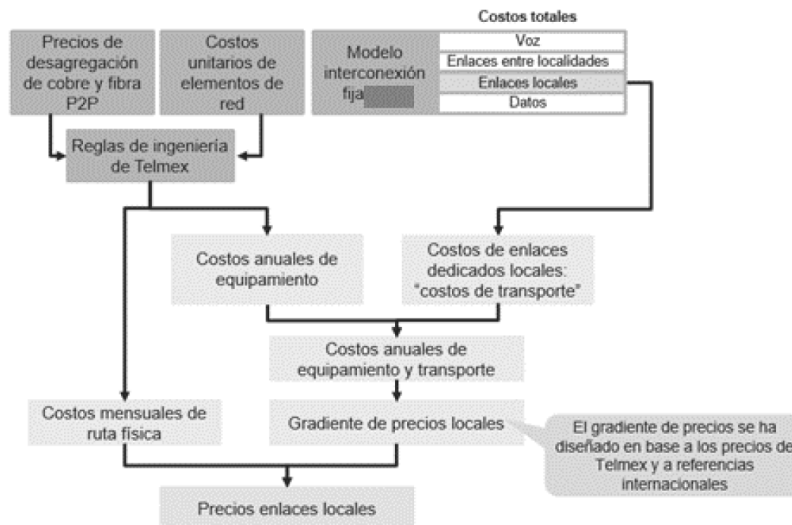 Costos totales
Precios de
desagregación
de cobre y fibra
P2P
Costos
unitarios de
elementos de
red
Modelo
interconexión
fija
Voz
Enlaces entre localidades
Enlaces locales
Datos
Reglas de ingeniería
de Telmex
Costos anuales de
equipamiento
Costos de enlaces
dedicados locales:
“costos de transporte”
Costos anuales de
equipamiento y transporte
Costos mensuales de
ruta física
Gradiente de precios locales
El gradiente de precios se ha
diseñado en base a los precios de
Telmex y a referencias
internacionales
Precios enlaces locales